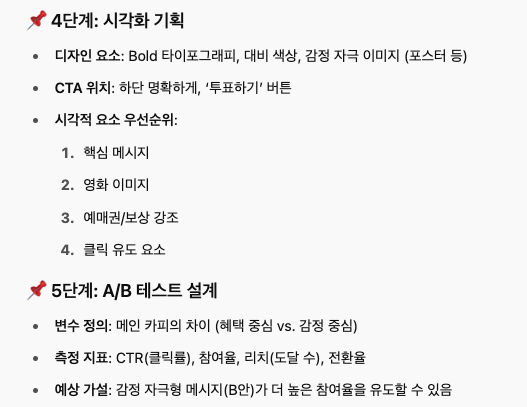 📌 4단계: 시각화 기획
• 디자인 요소: Bold 타이포그래피, 대비 색상, 감정 자극 이미지 (포스터 등)
• CTA 위치: 하단 명확하게, ‘투표하기’ 버튼
• 시각적 요소 우선순위:
1. 핵심 메시지
2. 영화 이미지
3. 예매권/보상 강조
4. 클릭 유도 요소
📌 5단계: A/B 테스트 설계
• 변수 정의: 메인 카피의 차이 (혜택 중심 vs. 감정 중심)
• 측정 지표: CTR(클릭률), 참여율, 리치(도달 수), 전환율
• 예상 가설: 감정 자극형 메시지(B안)가 더 높은 참여율을 유도할 수 있음